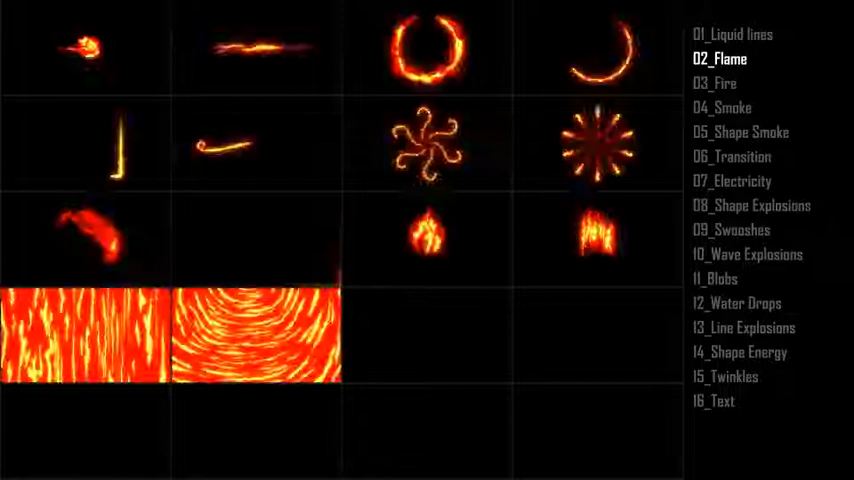 01_Liquid lines
02_Flame
03_Fire
04_Smoke
05_Shape Smoke
06_Transition
07_Electricity
08_Shape Explosions
09_Swooshes
10_Wave Explosions
11_Blobs
12_Water Drops
13_Line Explosions
14_Shape Energy
15_Twinkles
16_Text